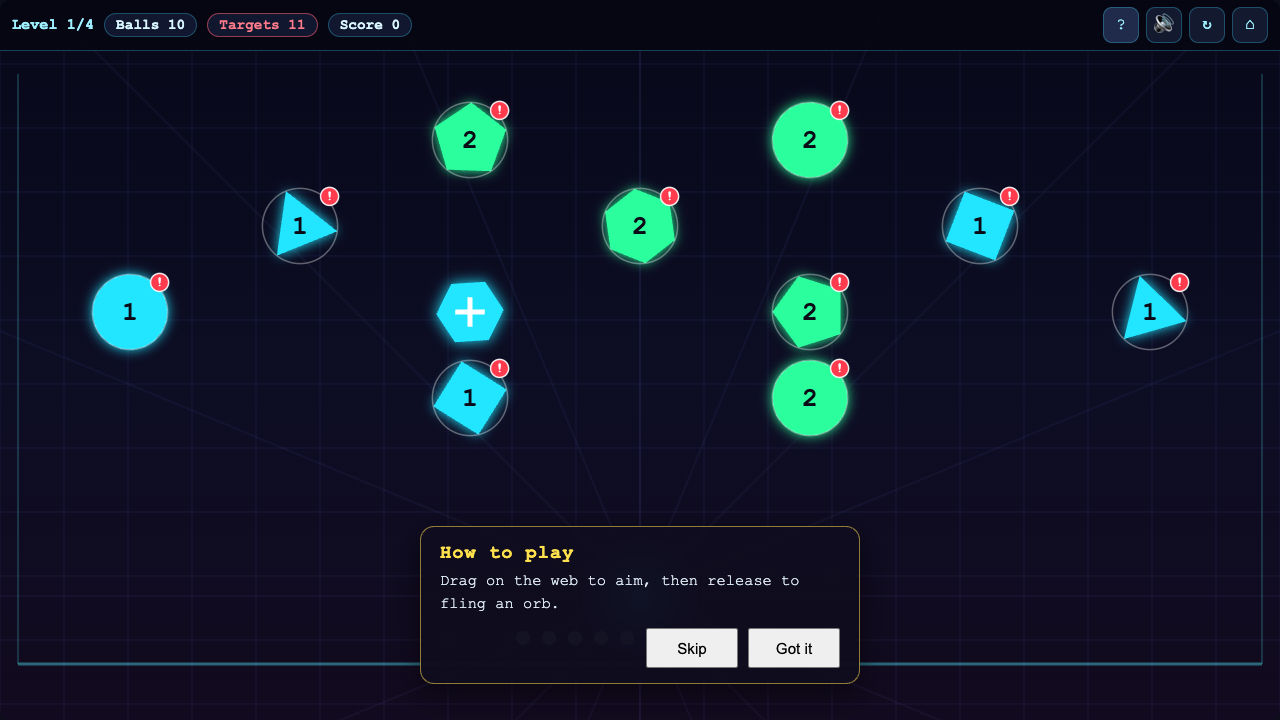 Level 1/4 Balls 10 Targets 11 Score 0 ?
2 2
1 2 1
1 2 1
1 2
How to play
Drag on the web to aim, then release to
fling an orb.
Skip Got it